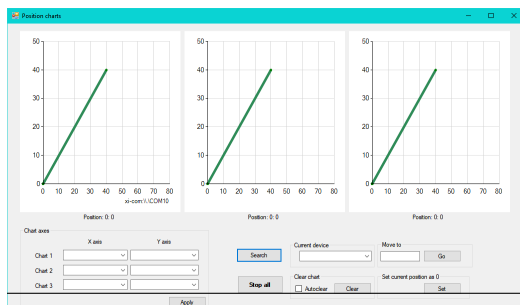 Position charts
50 50 50
40 40 40
30 30 30
20 20 20
10 10 10
0 0 0
0 10 20 30 40 50 60 70 80 0 10 20 30 40 50 60 70 80 0 10 20 30 40 50 60 70 80
xi-com:\\.\COM10
Position: 0: 0 Position: 0: 0 Position: 0: 0
Chart axes
X axis Y axis
Current device Move to
Chart 1 Search Go
Chart 2
Clear chart Set current position as 0
Chart 3 Stop all Autoclear Clear Set
Apply